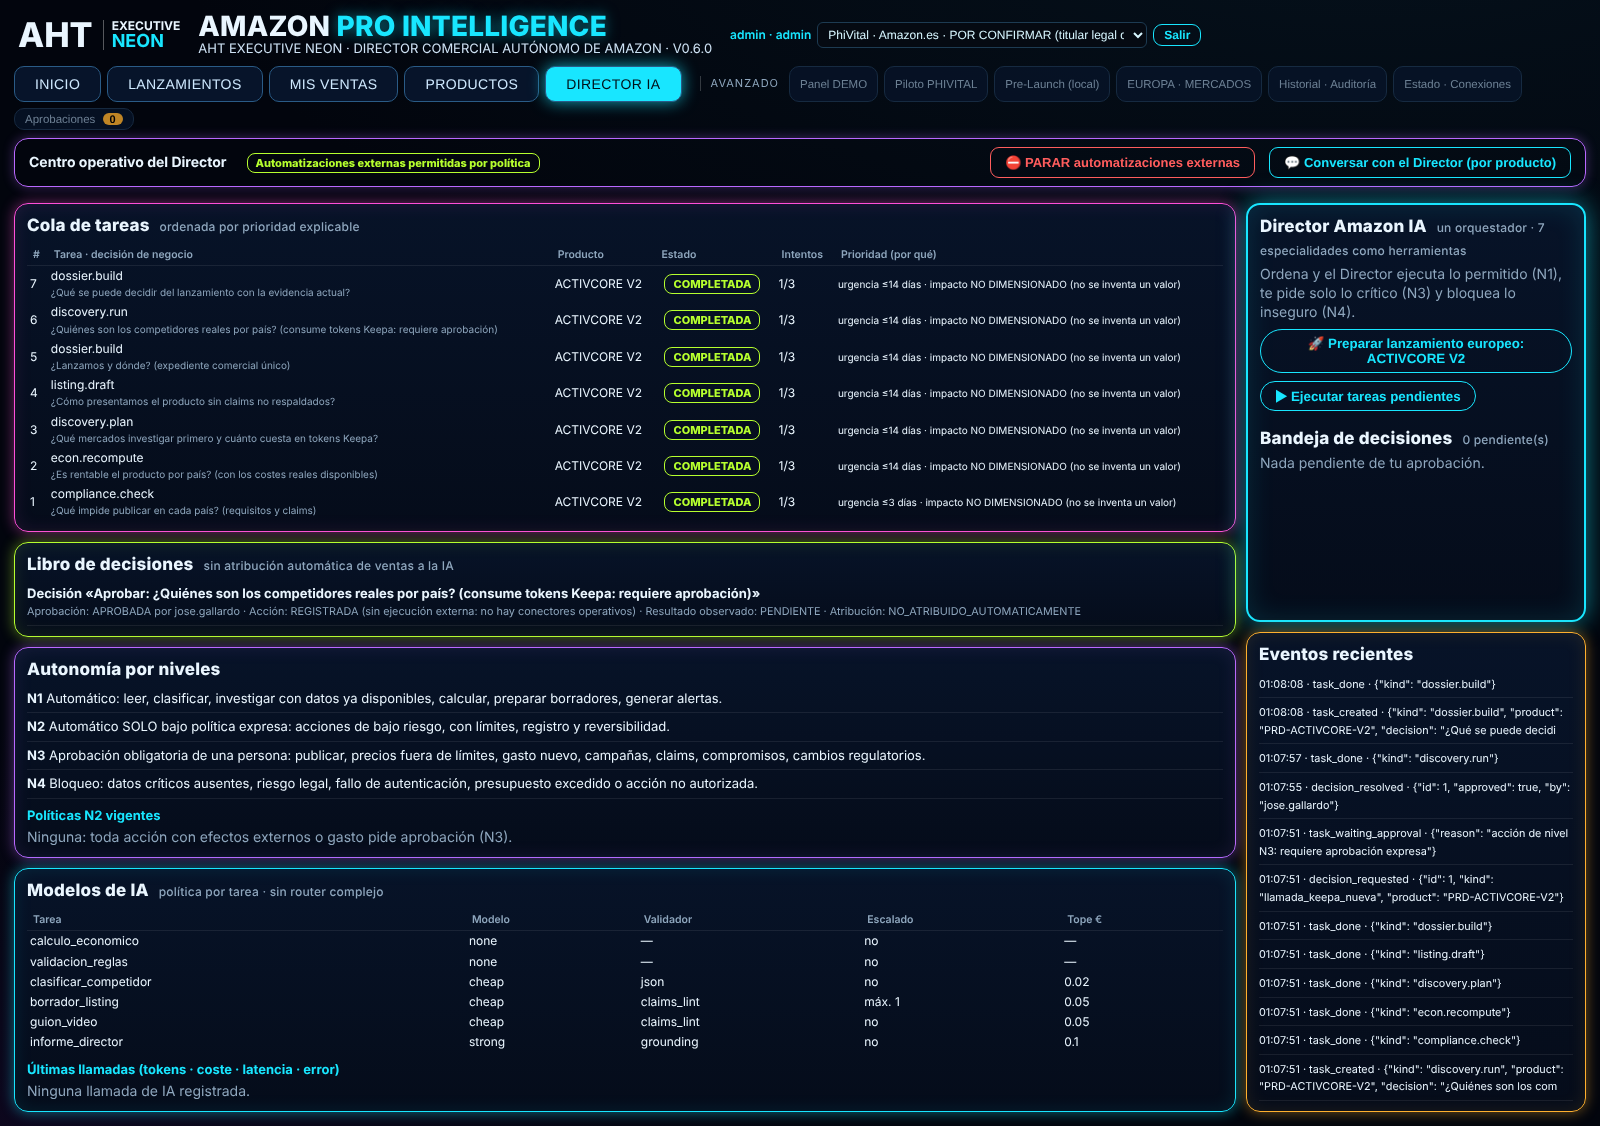 AHT EXECUTIVE NEON
AMAZON PRO INTELLIGENCE
AHT EXECUTIVE NEON · DIRECTOR COMERCIAL AUTÓNOMO DE AMAZON · V0.6.0
admin · admin
PhiVital · Amazon.es · POR CONFIRMAR (titular legal c
Salir
INICIO
LANZAMIENTOS
MIS VENTAS
PRODUCTOS
DIRECTOR IA
AVANZADO
Panel DEMO
Piloto PHIVITAL
Pre-Launch (local)
EUROPA · MERCADOS
Historial · Auditoría
Estado · Conexiones
Aprobaciones 0
Centro operativo del Director
Automatizaciones externas permitidas por política
⛔ PARAR automatizaciones externas
💬 Conversar con el Director (por producto)
Cola de tareas ordenada por prioridad explicable
# Tarea · decisión de negocio Producto Estado Intentos Prioridad (por qué)
7 dossier.build ACTIVCORE V2 COMPLETADA 1/3 urgencia ≤14 días · impacto NO DIMENSIONADO (no se inventa un valor)
¿Qué se puede decidir del lanzamiento con la evidencia actual?
6 discovery.run ACTIVCORE V2 COMPLETADA 1/3 urgencia ≤14 días · impacto NO DIMENSIONADO (no se inventa un valor)
¿Quiénes son los competidores reales por país? (consume tokens Keepa: requiere aprobación)
5 dossier.build ACTIVCORE V2 COMPLETADA 1/3 urgencia ≤14 días · impacto NO DIMENSIONADO (no se inventa un valor)
¿Lanzamos y dónde? (expediente comercial único)
4 listing.draft ACTIVCORE V2 COMPLETADA 1/3 urgencia ≤14 días · impacto NO DIMENSIONADO (no se inventa un valor)
¿Cómo presentamos el producto sin claims no respaldados?
3 discovery.plan ACTIVCORE V2 COMPLETADA 1/3 urgencia ≤14 días · impacto NO DIMENSIONADO (no se inventa un valor)
¿Qué mercados investigar primero y cuánto cuesta en tokens Keepa?
2 econ.recompute ACTIVCORE V2 COMPLETADA 1/3 urgencia ≤14 días · impacto NO DIMENSIONADO (no se inventa un valor)
¿Es rentable el producto por país? (con los costes reales disponibles)
1 compliance.check ACTIVCORE V2 COMPLETADA 1/3 urgencia ≤3 días · impacto NO DIMENSIONADO (no se inventa un valor)
¿Qué impide publicar en cada país? (requisitos y claims)
Libro de decisiones sin atribución automática de ventas a la IA
Decisión «Aprobar: ¿Quiénes son los competidores reales por país? (consume tokens Keepa: requiere aprobación)»
Aprobación: APROBADA por jose.gallardo · Acción: REGISTRADA (sin ejecución externa: no hay conectores operativos) · Resultado observado: PENDIENTE · Atribución: NO_ATRIBUIDO_AUTOMATICAMENTE
Autonomía por niveles
N1 Automático: leer, clasificar, investigar con datos ya disponibles, calcular, preparar borradores, generar alertas.
N2 Automático SOLO bajo política expresa: acciones de bajo riesgo, con límites, registro y reversibilidad.
N3 Aprobación obligatoria de una persona: publicar, precios fuera de límites, gasto nuevo, campañas, claims, compromisos, cambios regulatorios.
N4 Bloqueo: datos críticos ausentes, riesgo legal, fallo de autenticación, presupuesto excedido o acción no autorizada.
Políticas N2 vigentes
Ninguna: toda acción con efectos externos o gasto pide aprobación (N3).
Modelos de IA política por tarea · sin router complejo
Tarea Modelo Validador Escalado Tope €
calculo_economico none — no —
validacion_reglas none — no —
clasificar_competidor cheap json no 0.02
borrador_listing cheap claims_lint máx. 1 0.05
guion_video cheap claims_lint no 0.05
informe_director strong grounding no 0.1
Últimas llamadas (tokens · coste · latencia · error)
Ninguna llamada de IA registrada.
Director Amazon IA un orquestador · 7
especialidades como herramientas
Ordena y el Director ejecuta lo permitido (N1),
te pide solo lo crítico (N3) y bloquea lo
inseguro (N4).
🚀 Preparar lanzamiento europeo:
ACTIVCORE V2
▶ Ejecutar tareas pendientes
Bandeja de decisiones 0 pendiente(s)
Nada pendiente de tu aprobación.
Eventos recientes
01:08:08 · task_done · {"kind": "dossier.build"}
01:08:08 · task_created · {"kind": "dossier.build", "product":
"PRD-ACTIVCORE-V2", "decision": "¿Qué se puede decidi
01:07:57 · task_done · {"kind": "discovery.run"}
01:07:55 · decision_resolved · {"id": 1, "approved": true, "by":
"jose.gallardo"}
01:07:51 · task_waiting_approval · {"reason": "acción de nivel
N3: requiere aprobación expresa"}
01:07:51 · decision_requested · {"id": 1, "kind":
"llamada_keepa_nueva", "product": "PRD-ACTIVCORE-V2"}
01:07:51 · task_done · {"kind": "dossier.build"}
01:07:51 · task_done · {"kind": "listing.draft"}
01:07:51 · task_done · {"kind": "discovery.plan"}
01:07:51 · task_done · {"kind": "econ.recompute"}
01:07:51 · task_done · {"kind": "compliance.check"}
01:07:51 · task_created · {"kind": "discovery.run", "product":
"PRD-ACTIVCORE-V2", "decision": "¿Quiénes son los com